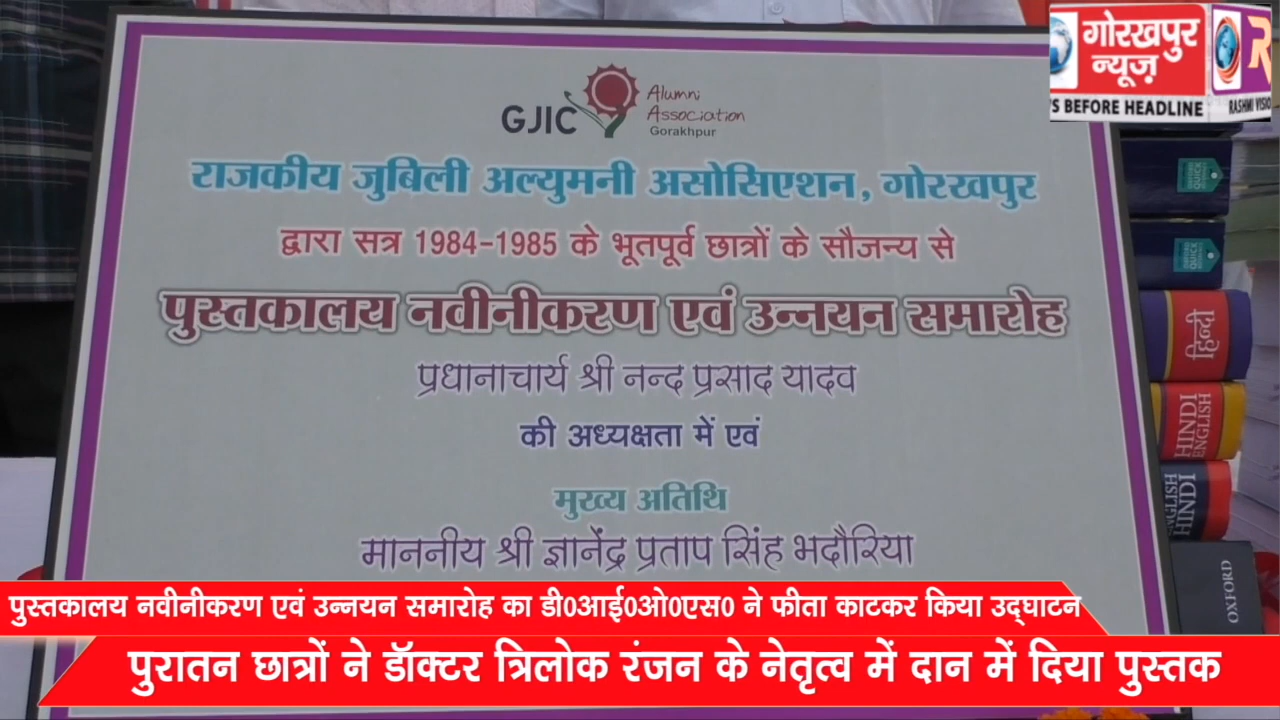 गोरखपुर
न्यूज़
S BEFORE HEADLINE
RASHMI VISIO
GJIC
Alumni
Association
Gorakhpur
राजकीय जुबिली अल्युमनी असोसिएशन, गोरखपुर
द्वारा सत्र 1984-1985 के भूतपूर्व छात्रों के सौजन्य से
पुस्तकालय नवीनीकरण एवं उन्नयन समारोह
प्रधानाचार्य श्री नन्द प्रसाद यादव
की अध्यक्षता में एवं
मुख्य अतिथि
माननीय श्री ज्ञानेंद्र प्रताप सिंह भदौरिया
हिन्दी
HINDI
ENGLISH
ENGLISH
HINDI
OXFORD
पुस्तकालय नवीनीकरण एवं उन्नयन समारोह का डी0आई0ओ0एस0 ने फीता काटकर किया उद्घाटन
पुरातन छात्रों ने डॉक्टर त्रिलोक रंजन के नेतृत्व में दान में दिया पुस्तक